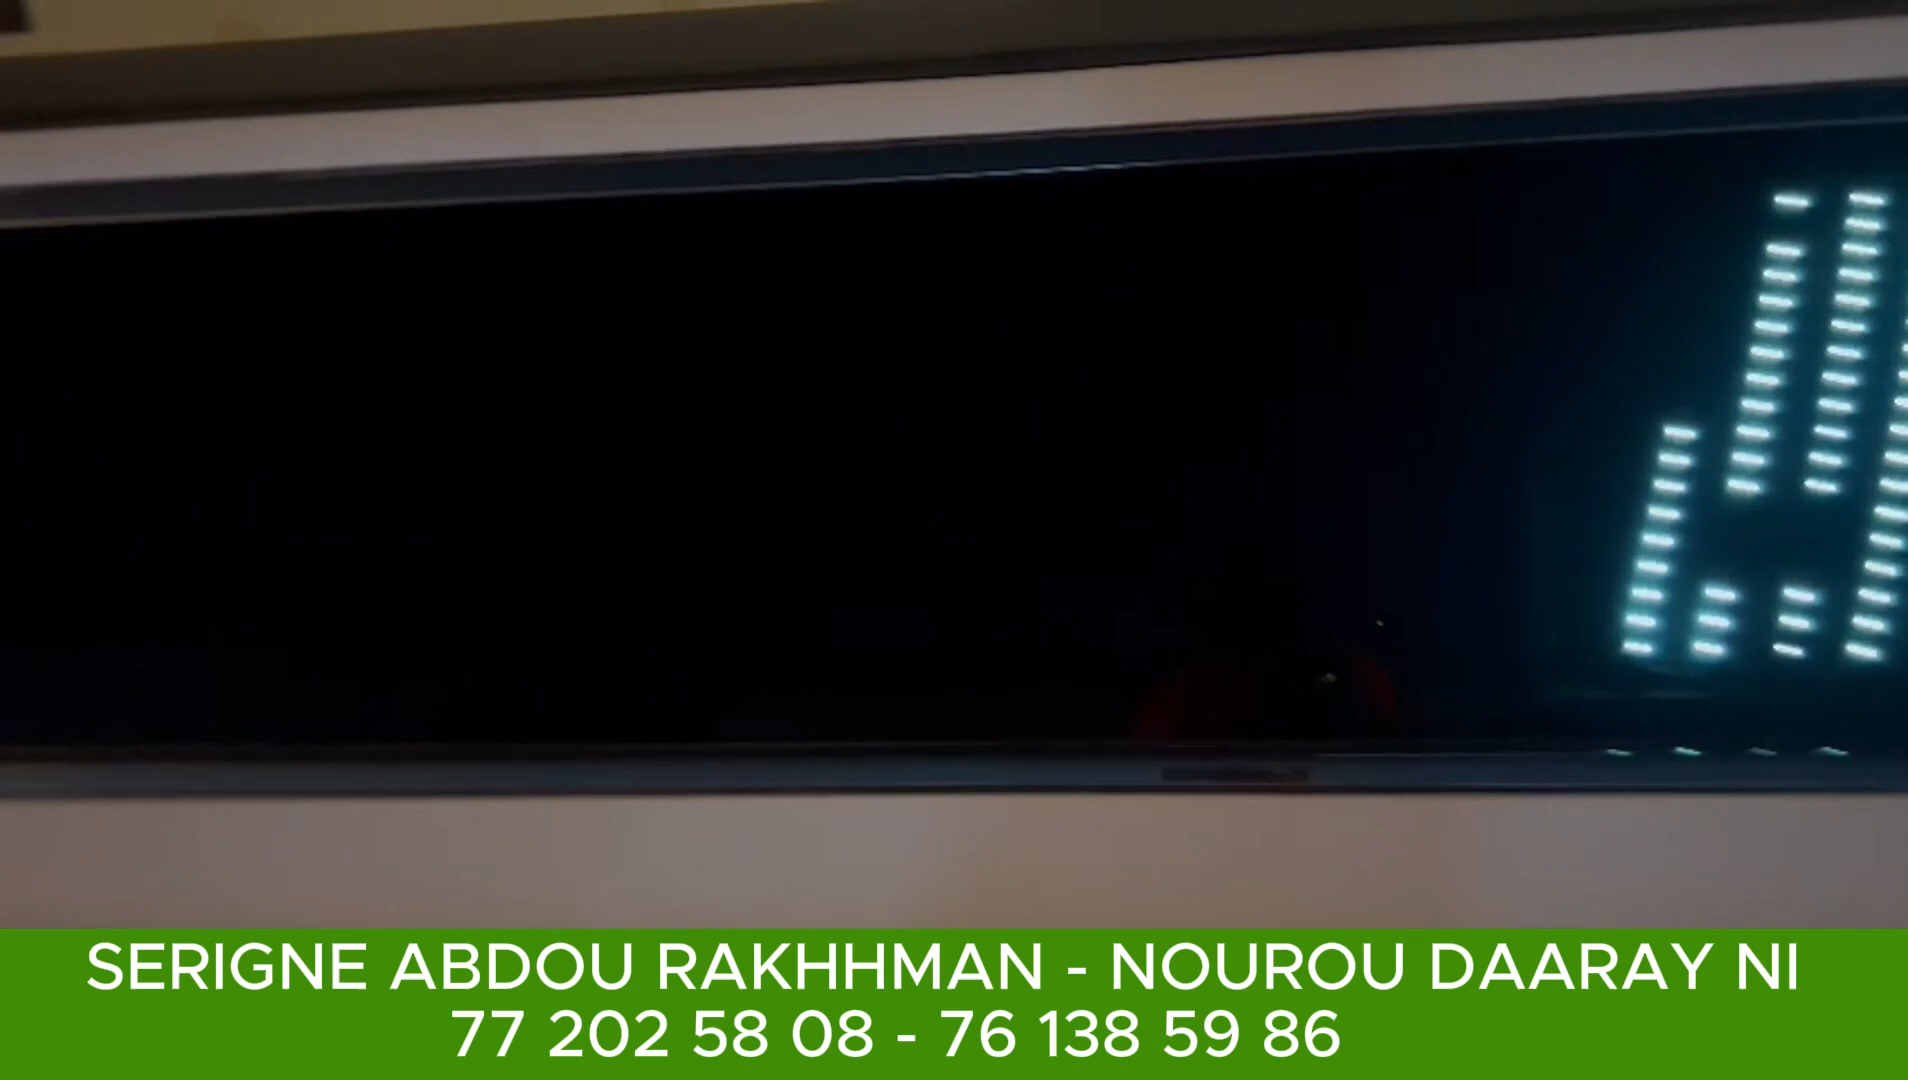 SERIGNE ABDOU RAKHHMAN - NOUROU DAARAY NI
77 202 58 08 - 76 138 59 86